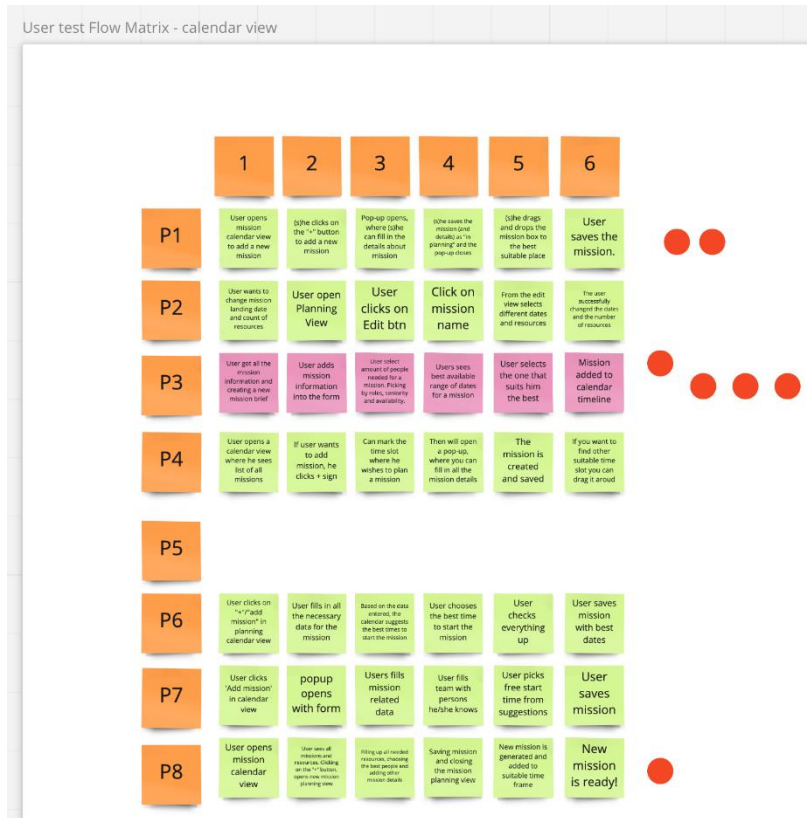 User test Flow Matrix - calendar view
1 2 3 4 5 6
P1
User opens
mission
calendar view
to add a new
mission
(s)he clicks on
the "+" button
to add a new
mission
Pop-up opens,
where (s)he
can fill in the
details about
mission
(s)he saves the
mission (and
details) as "in
planning" and the
pop-up closes
(s)he drags
and drops the
mission box to
the best
suitable place
User
saves the
mission.
P2
User wants to
change mission
landing date
and count of
resources
User open
Planning
View
User
clicks on
Edit btn
Click on
mission
name
From the edit
view selects
different dates
and resources
The user
successfully
changed the dates
and the number
of resources
P3
User get all the
mission
information and
creating a new
mission brief
User adds
mission
information
into the form
User select
amount of people
needed for a
mission. Picking
by roles, seniority
and availability.
Users sees
best available
range of dates
for a mission
User selects
the one that
suits him
the best
Mission
added to
calendar
timeline
P4
User opens a
calendar view
where he sees
list of all
missions
If user wants
to add
mission, he
clicks + sign
Can mark the
time slot
where he
wishes to plan
a mission
Then will open
a pop-up,
where you can
fill in all the
mission details
The
mission is
created
and saved
If you want to
find other
suitable time
slot you can
drag it aroud
P5
P6
User clicks on
"+"/"add
mission" in
planning
calendar view
User fills in all
the necessary
data for the
mission
Based on the data
entered, the
calendar suggests
the best times to
start the mission
User chooses
the best time
to start the
mission
User
checks
everything
up
User saves
mission
with best
dates
P7
User clicks
'Add mission'
in calendar
view
popup
opens
with form
Users fills
mission
related
data
User fills
team with
persons
he/she knows
User picks
free start
time from
suggestions
User
saves
mission
P8
User opens
mission
calendar
view
User sees all
missions and
resources. Clicking
on the "+" button,
opens new mission
planning view
Filling up all needed
resources, choosing
the best people and
adding other
mission details
Saving mission
and closing
the mission
planning view
New mission is
generated and
added to
suitable time
frame
New
mission
is ready!